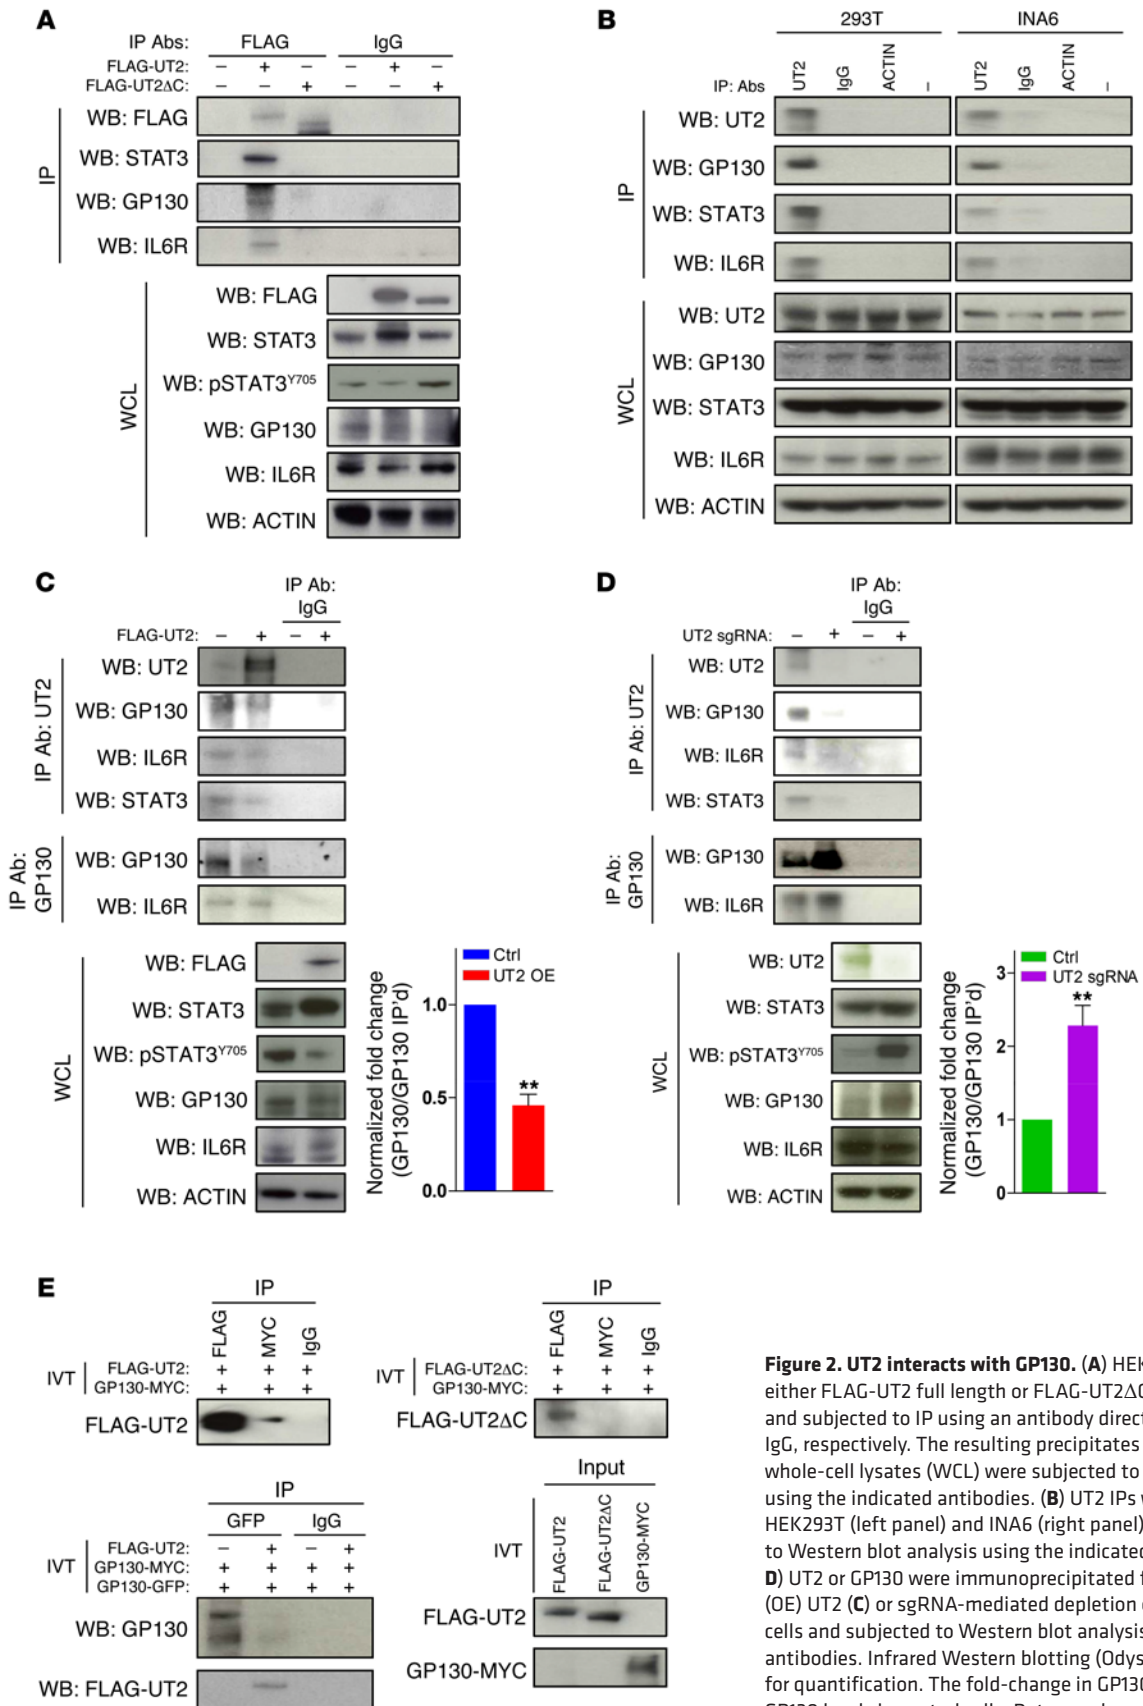 A
IP Abs: FLAG IgG
FLAG-UT2: – + – – + –
FLAG-UT2ΔC: – – + – – +
IP
WB: FLAG
WB: STAT3
WB: GP130
WB: IL6R
WCL
WB: FLAG
WB: STAT3
WB: pSTAT3Y705
WB: GP130
WB: IL6R
WB: ACTIN
B
293T INA6
IP: Abs UT2 IgG ACTIN – UT2 IgG ACTIN –
IP
WB: UT2
WB: GP130
WB: STAT3
WB: IL6R
WCL
WB: UT2
WB: GP130
WB: STAT3
WB: IL6R
WB: ACTIN
C
IP Ab:
IgG
FLAG-UT2: – + – +
IP Ab: UT2
WB: UT2
WB: GP130
WB: IL6R
WB: STAT3
IP Ab:
GP130
WB: GP130
WB: IL6R
WCL
WB: FLAG
WB: STAT3
WB: pSTAT3Y705
WB: GP130
WB: IL6R
WB: ACTIN
Normalized fold change
(GP130/GP130 IP'd)
Ctrl
UT2 OE
1.0
0.5
0.0
**
D
IP Ab:
IgG
UT2 sgRNA: – + – +
IP Ab: UT2
WB: UT2
WB: GP130
WB: IL6R
WB: STAT3
IP Ab:
GP130
WB: GP130
WB: IL6R
WCL
WB: UT2
WB: STAT3
WB: pSTAT3Y705
WB: GP130
WB: IL6R
WB: ACTIN
Normalized fold change
(GP130/GP130 IP'd)
Ctrl
UT2 sgRNA
3
2
1
0
**
E
IP
FLAG MYC IgG
IVT
FLAG-UT2: + + +
GP130-MYC: + + +
FLAG-UT2
IP
FLAG MYC IgG
IVT
FLAG-UT2ΔC: + + +
GP130-MYC: + + +
FLAG-UT2ΔC
IP
GFP IgG
IVT
FLAG-UT2: – + – +
GP130-MYC: + + + +
GP130-GFP: + + + +
WB: GP130
WB: FLAG-UT2
Input
IVT
FLAG-UT2 FLAG-UT2ΔC GP130-MYC
FLAG-UT2
GP130-MYC
Figure 2. UT2 interacts with GP130. (A) HEK
either FLAG-UT2 full length or FLAG-UT2ΔC
and subjected to IP using an antibody direct
IgG, respectively. The resulting precipitates
whole-cell lysates (WCL) were subjected to
using the indicated antibodies. (B) UT2 IPs
HEK293T (left panel) and INA6 (right panel)
to Western blot analysis using the indicated
D) UT2 or GP130 were immunoprecipitated
(OE) UT2 (C) or sgRNA-mediated depletion
cells and subjected to Western blot analysis
antibodies. Infrared Western blotting (Odys
for quantification. The fold-change in GP130